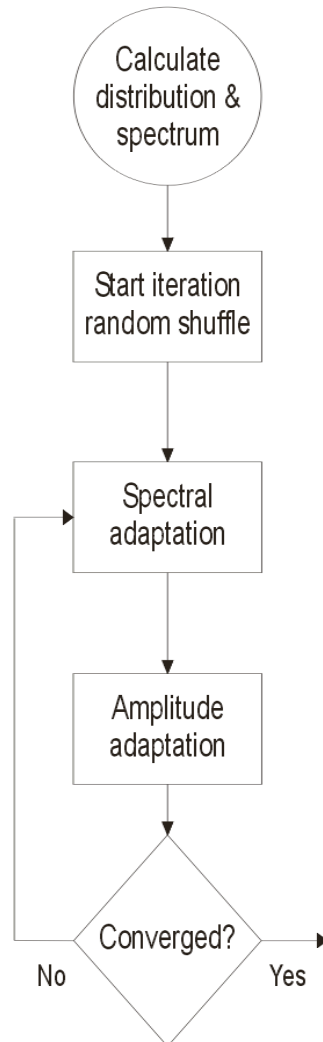 Calculate
distribution &
spectrum
Start iteration
random shuffle
Spectral
adaptation
Amplitude
adaptation
Converged?
No
Yes